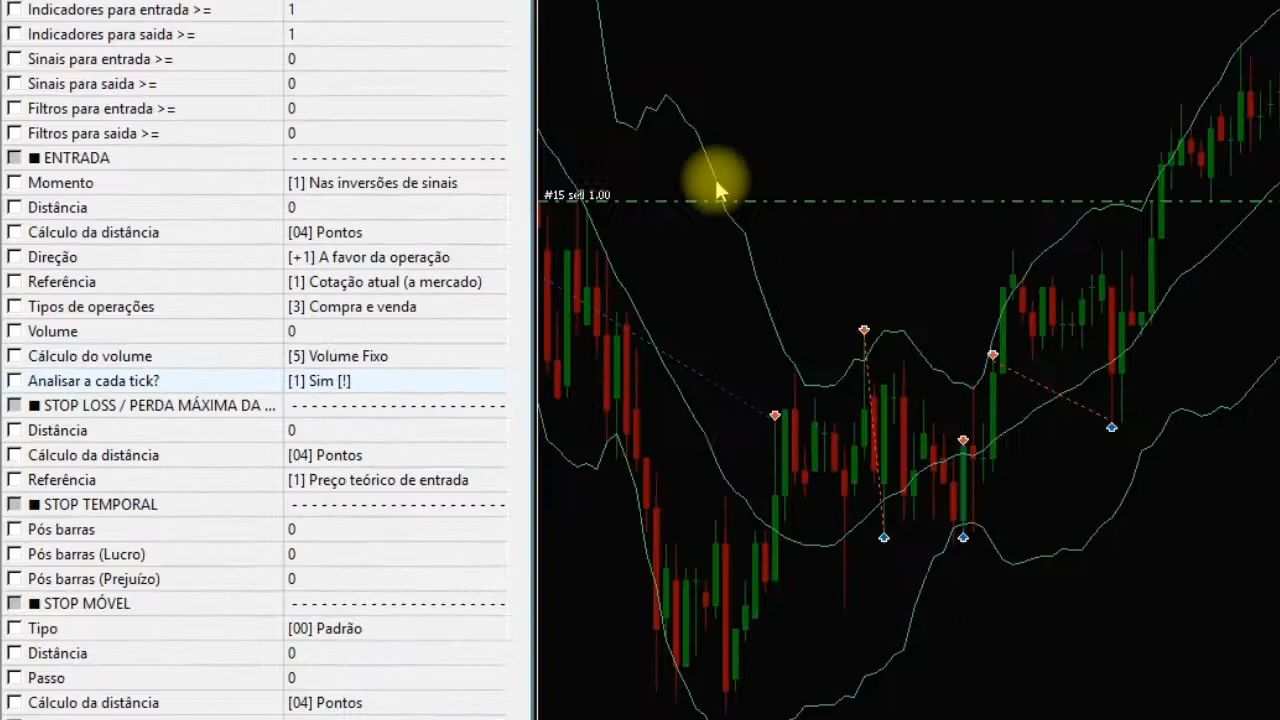 Indicadores para entrada >= 1
Indicadores para saida >= 1
Sinais para entrada >= 0
Sinais para saida >= 0
Filtros para entrada >= 0
Filtros para saida >= 0
■ ENTRADA - - - - - - - - - - - - - - - - - - - - - -
Momento [1] Nas inversões de sinais
Distância 0
Cálculo da distância [04] Pontos
Direção [+1] A favor da operação
Referência [1] Cotação atual (a mercado)
Tipos de operações [3] Compra e venda
Volume 0
Cálculo do volume [5] Volume Fixo
Analisar a cada tick? [1] Sim [!]
■ STOP LOSS / PERDA MÁXIMA DA ... - - - - - - - - - - - - - - - - - - - - - -
Distância 0
Cálculo da distância [04] Pontos
Referência [1] Preço teórico de entrada
■ STOP TEMPORAL - - - - - - - - - - - - - - - - - - - - - -
Pós barras 0
Pós barras (Lucro) 0
Pós barras (Prejuízo) 0
■ STOP MÓVEL - - - - - - - - - - - - - - - - - - - - - -
Tipo [00] Padrão
Distância 0
Passo 0
Cálculo da distância [04] Pontos
#15 sell 1.00